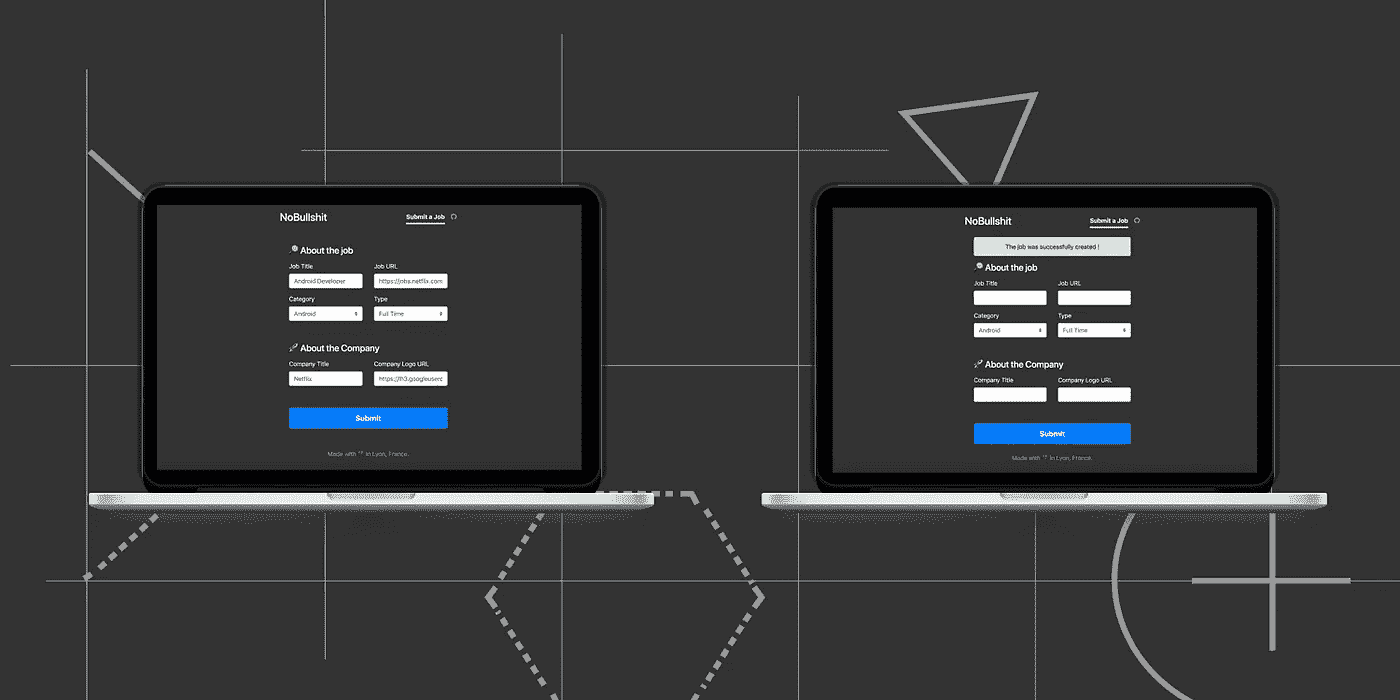 NoBullshit
Submit a Job
About the job
Job Title Job URL
Android Developer https://jobs.netflix.com
Category Type
Android Full Time
About the Company
Company Title Company Logo URL
Netflix https://lh3.googleuserc
Submit
Made with in Lyon, France.
NoBullshit
Submit a Job
The job was successfully created !
About the job
Job Title Job URL
Category Type
Android Full Time
About the Company
Company Title Company Logo URL
Submit
Made with in Lyon, France.